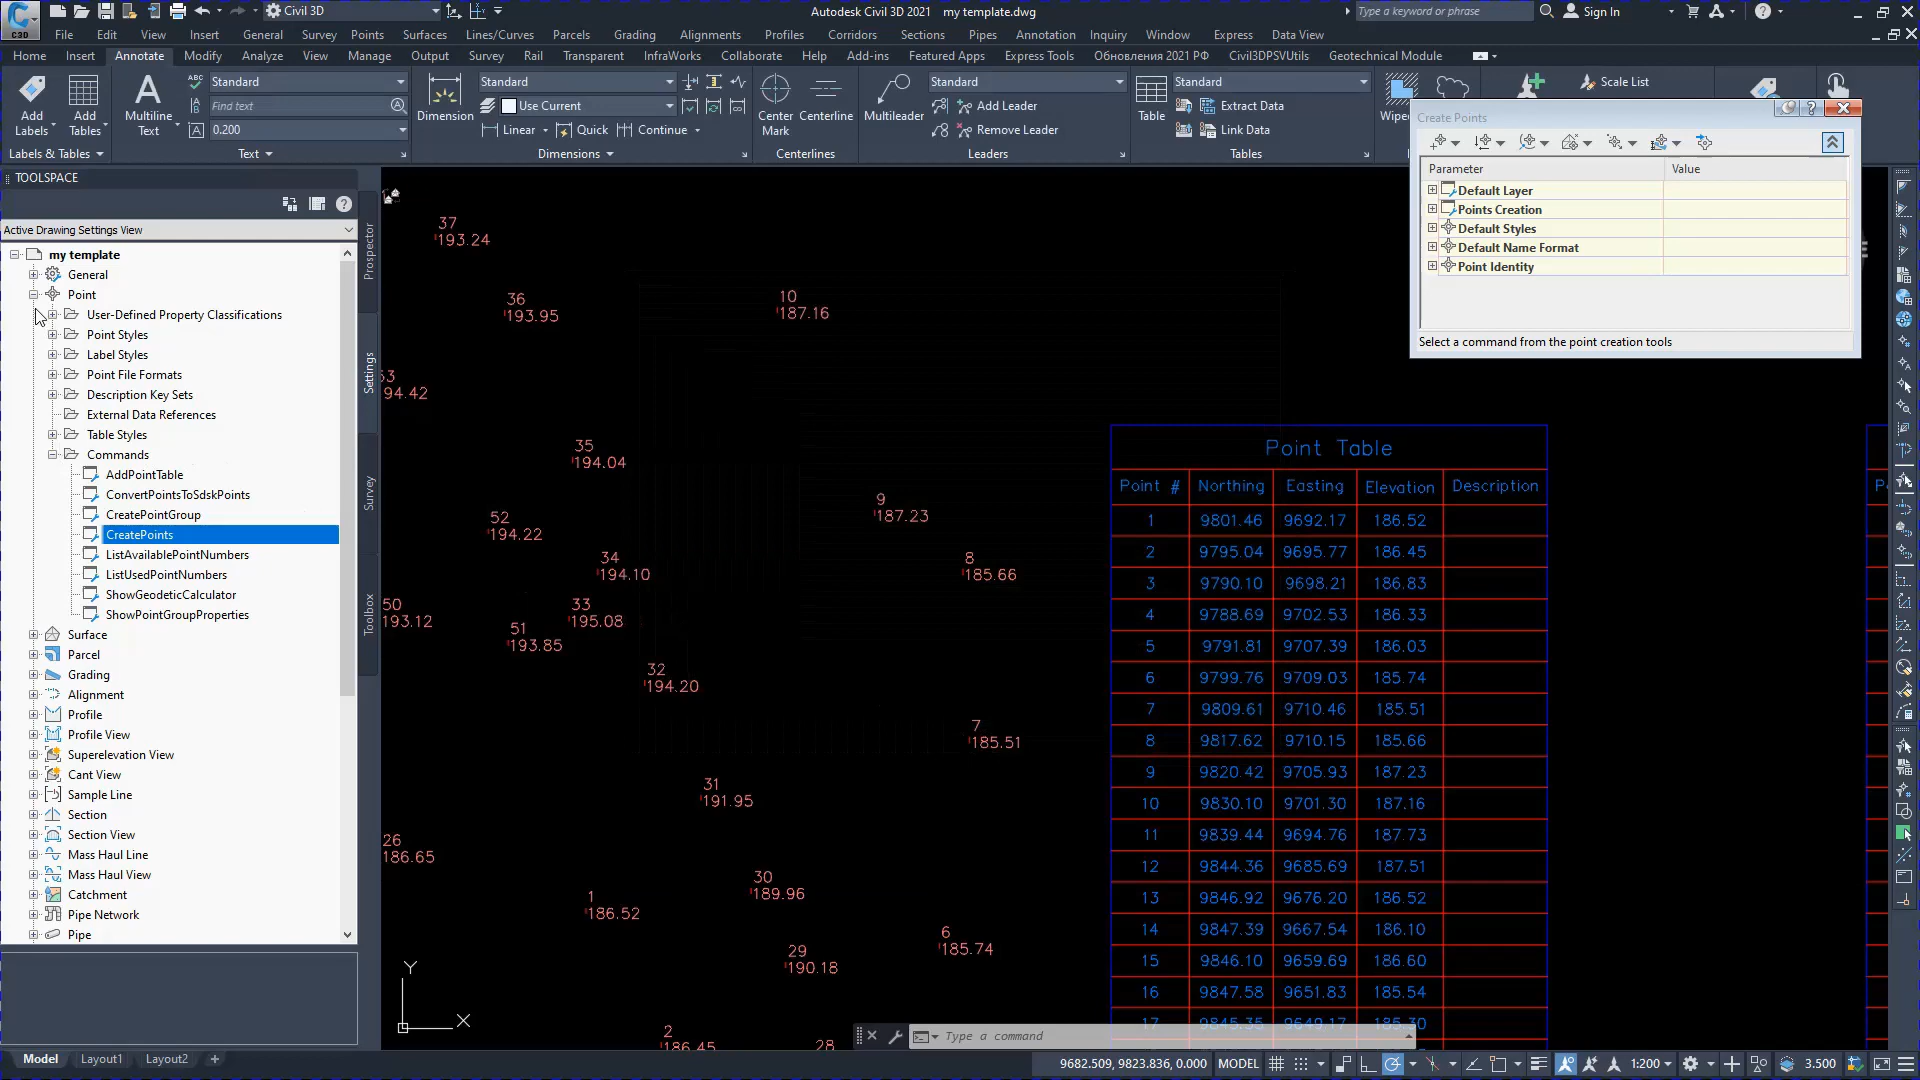 C3D
Civil 3D
Autodesk Civil 3D 2021
my template.dwg
Type a keyword or phrase
Sign In
File
Edit
View
Insert
General
Survey
Points
Surfaces
Lines/Curves
Parcels
Grading
Alignments
Profiles
Corridors
Sections
Pipes
Annotation
Inquiry
Window
Express
Data View
Home
Insert
Annotate
Modify
Analyze
View
Manage
Output
Survey
Rail
Transparent
InfraWorks
Collaborate
Help
Add-ins
Featured Apps
Express Tools
Обновления 2021 РФ
Civil3DPSVUtils
Geotechnical Module
Add
Labels
Add
Tables
Labels & Tables
Multiline
Text
ABC
Standard
Find text
0.200
Text
Dimension
Standard
Use Current
Linear
Quick
Continue
Dimensions
Center
Mark
Centerline
Centerlines
Multileader
Standard
Add Leader
Remove Leader
Leaders
Table
Standard
Extract Data
Link Data
Tables
Scale List
Create Points
Parameter
Value
Default Layer
Points Creation
Default Styles
Default Name Format
Point Identity
Select a command from the point creation tools
TOOLSPACE
Active Drawing Settings View
my template
General
Point
User-Defined Property Classifications
Point Styles
Label Styles
Point File Formats
Description Key Sets
External Data References
Table Styles
Commands
AddPointTable
ConvertPointsToSdskPoints
CreatePointGroup
CreatePoints
ListAvailablePointNumbers
ListUsedPointNumbers
ShowGeodeticCalculator
ShowPointGroupProperties
Surface
Parcel
Grading
Alignment
Profile
Profile View
Superelevation View
Cant View
Sample Line
Section
Section View
Mass Haul Line
Mass Haul View
Catchment
Pipe Network
Pipe
Prospector
Settings
Survey
Toolbox
37
193.24
36
193.95
10
187.16
94.42
35
194.04
9
187.23
52
194.22
34
194.10
8
185.66
50
193.12
33
195.08
51
193.85
32
194.20
7
185.51
31
191.95
26
186.65
30
189.96
1
186.52
6
185.74
29
190.18
2
186.45
28
Point Table
Point # Northing Easting Elevation Description
1 9801.46 9692.17 186.52
2 9795.04 9695.77 186.45
3 9790.10 9698.21 186.83
4 9788.69 9702.53 186.33
5 9791.81 9707.39 186.03
6 9799.76 9709.03 185.74
7 9809.61 9710.46 185.51
8 9817.62 9710.15 185.66
9 9820.42 9705.93 187.23
10 9830.10 9701.30 187.16
11 9839.44 9694.76 187.73
12 9844.36 9685.69 187.51
13 9846.92 9676.20 186.52
14 9847.39 9667.54 186.10
15 9846.10 9659.69 186.60
16 9847.58 9651.83 185.54
Y
X
Type a command
Model
Layout1
Layout2
9682.509, 9823.836, 0.000
MODEL
1:200
3.500